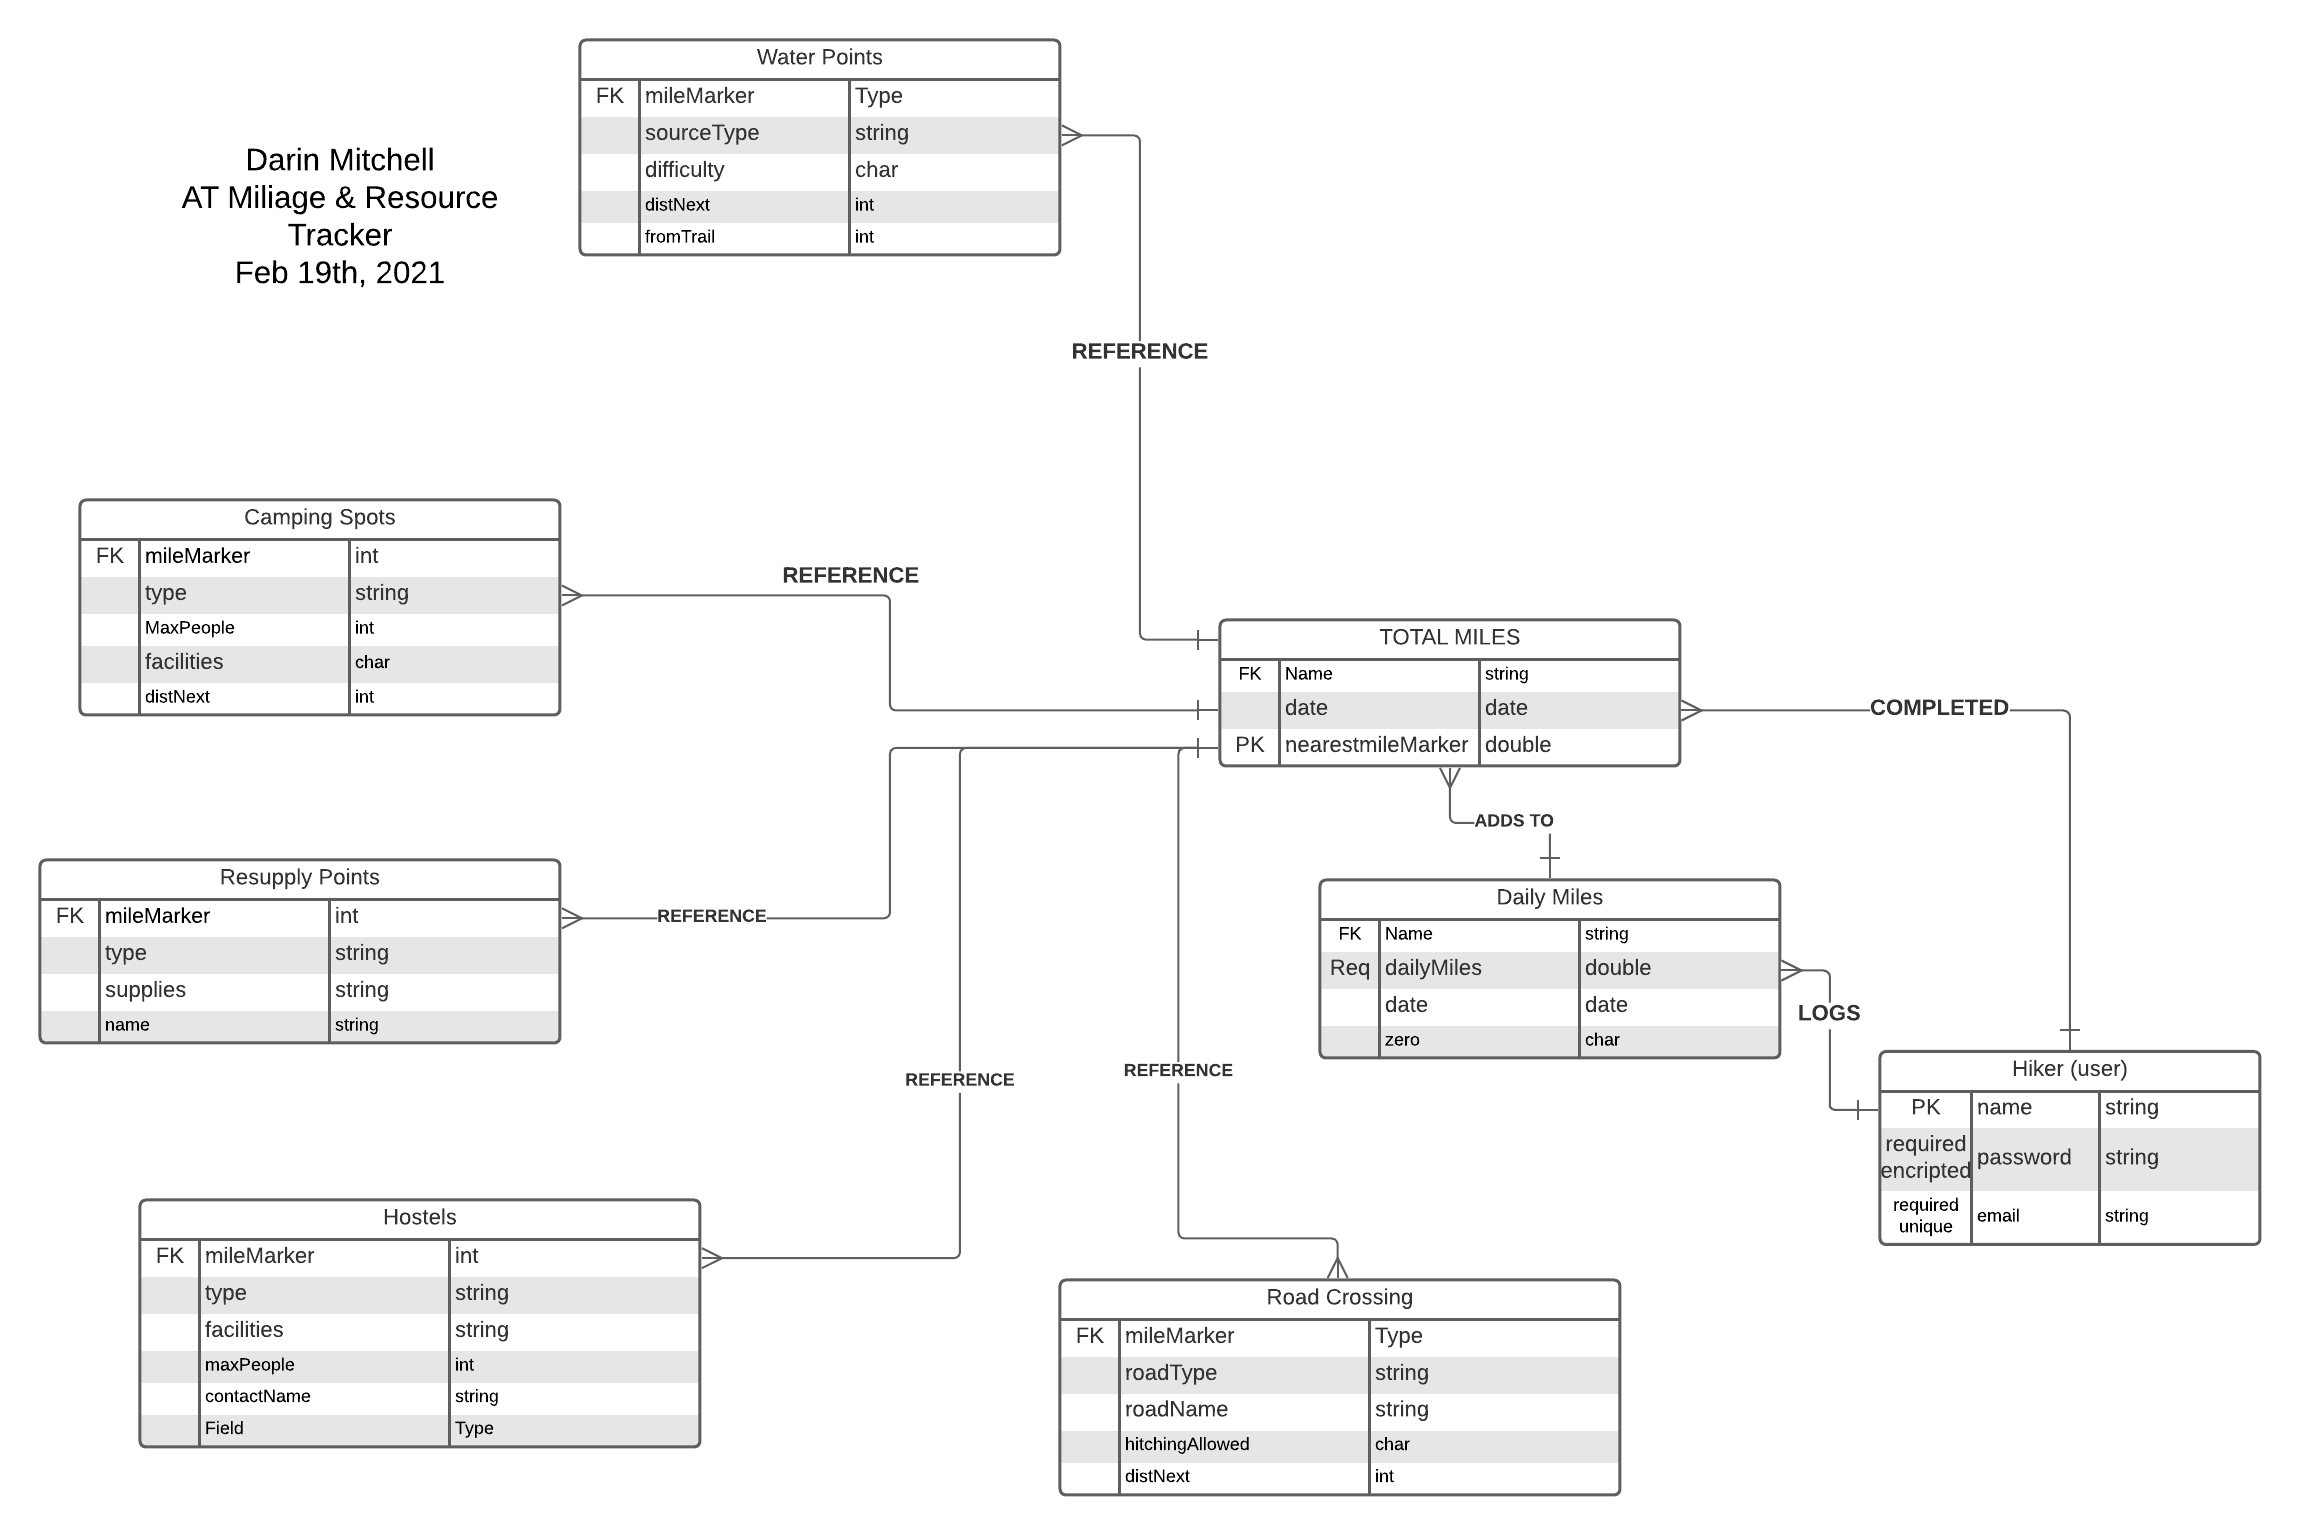 Darin Mitchell
AT Miliage & Resource
Tracker
Feb 19th, 2021
Water Points
FK mileMarker Type
sourceType string
difficulty char
distNext int
fromTrail int
REFERENCE
Camping Spots
FK mileMarker int
type string
MaxPeople int
facilities char
distNext int
REFERENCE
TOTAL MILES
FK Name string
date date
PK nearestmileMarker double
COMPLETED
ADDS TO
Resupply Points
FK mileMarker int
type string
supplies string
name string
REFERENCE
Daily Miles
FK Name string
Req dailyMiles double
date date
zero char
LOGS
Hiker (user)
PK name string
required
encripted password string
required
unique email string
REFERENCE
REFERENCE
Hostels
FK mileMarker int
type string
facilities string
maxPeople int
contactName string
Field Type
Road Crossing
FK mileMarker Type
roadType string
roadName string
hitchingAllowed char
distNext int